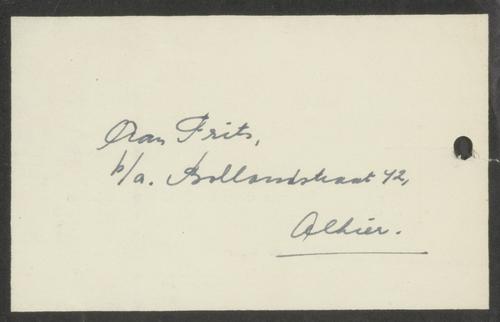 Aan Frits,
p/a. Hollandstraat 42,
Alhier.